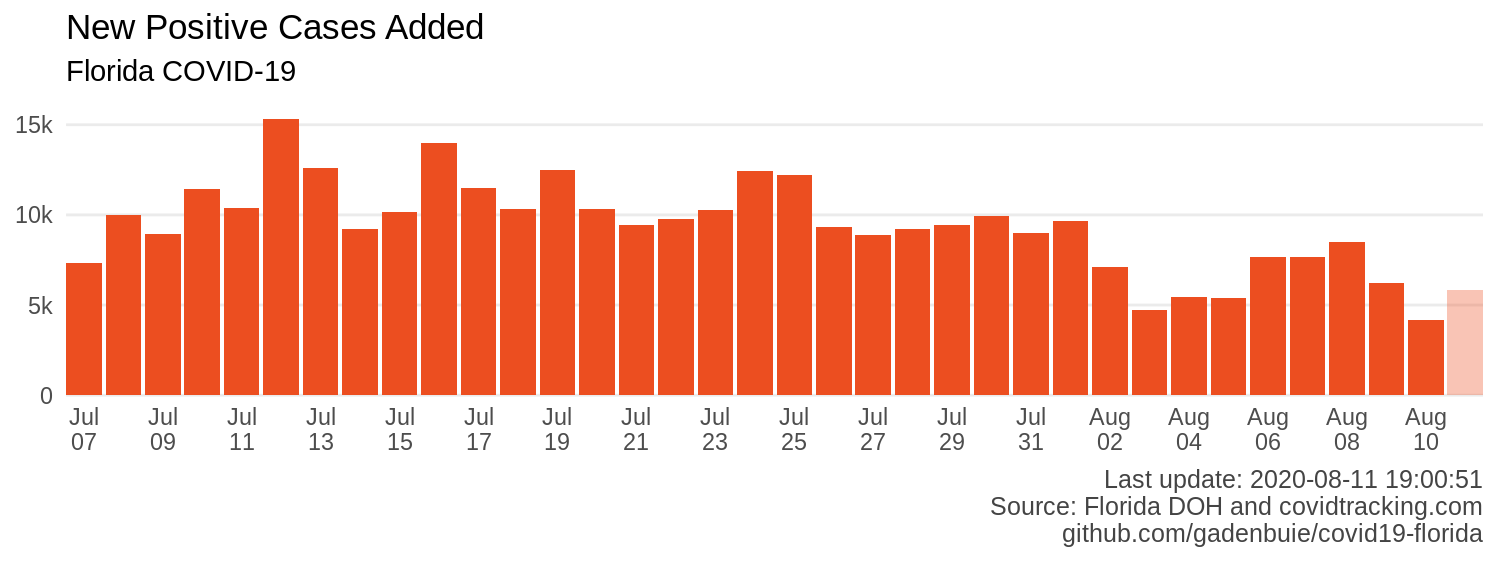 New Positive Cases Added
Florida COVID-19
15k
10k
5k
0
Jul Jul Jul Jul Jul Jul Jul Jul Jul Jul Jul Jul Jul Aug Aug Aug Aug Aug
07 09 11 13 15 17 19 21 23 25 27 29 31 02 04 06 08 10
Last update: 2020-08-11 19:00:51
Source: Florida DOH and covidtracking.com
github.com/gadenbuie/covid19-florida